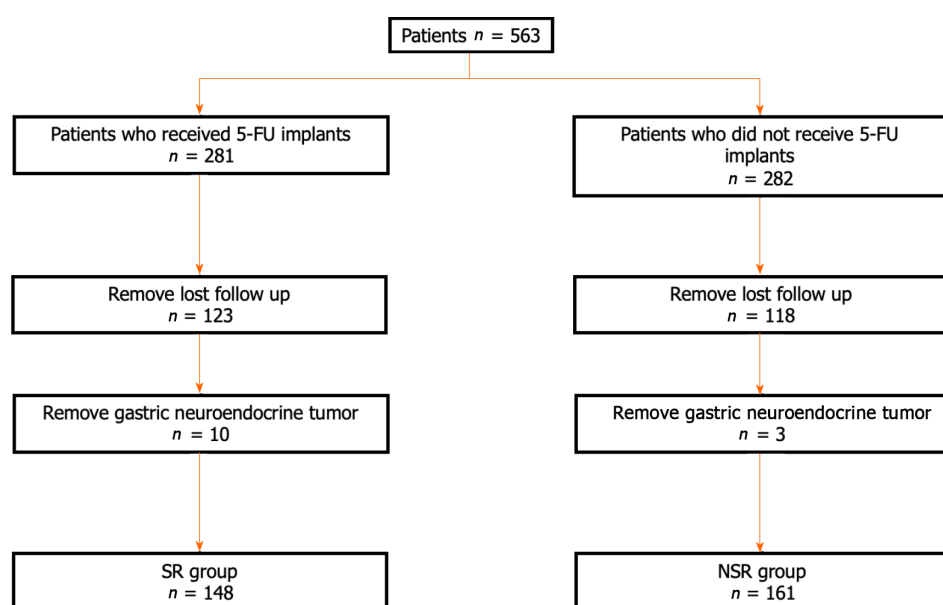 Patients n = 563
Patients who received 5-FU implants
n = 281
Patients who did not receive 5-FU
implants
n = 282
Remove lost follow up
n = 123
Remove lost follow up
n = 118
Remove gastric neuroendocrine tumor
n = 10
Remove gastric neuroendocrine tumor
n = 3
SR group
n = 148
NSR group
n = 161